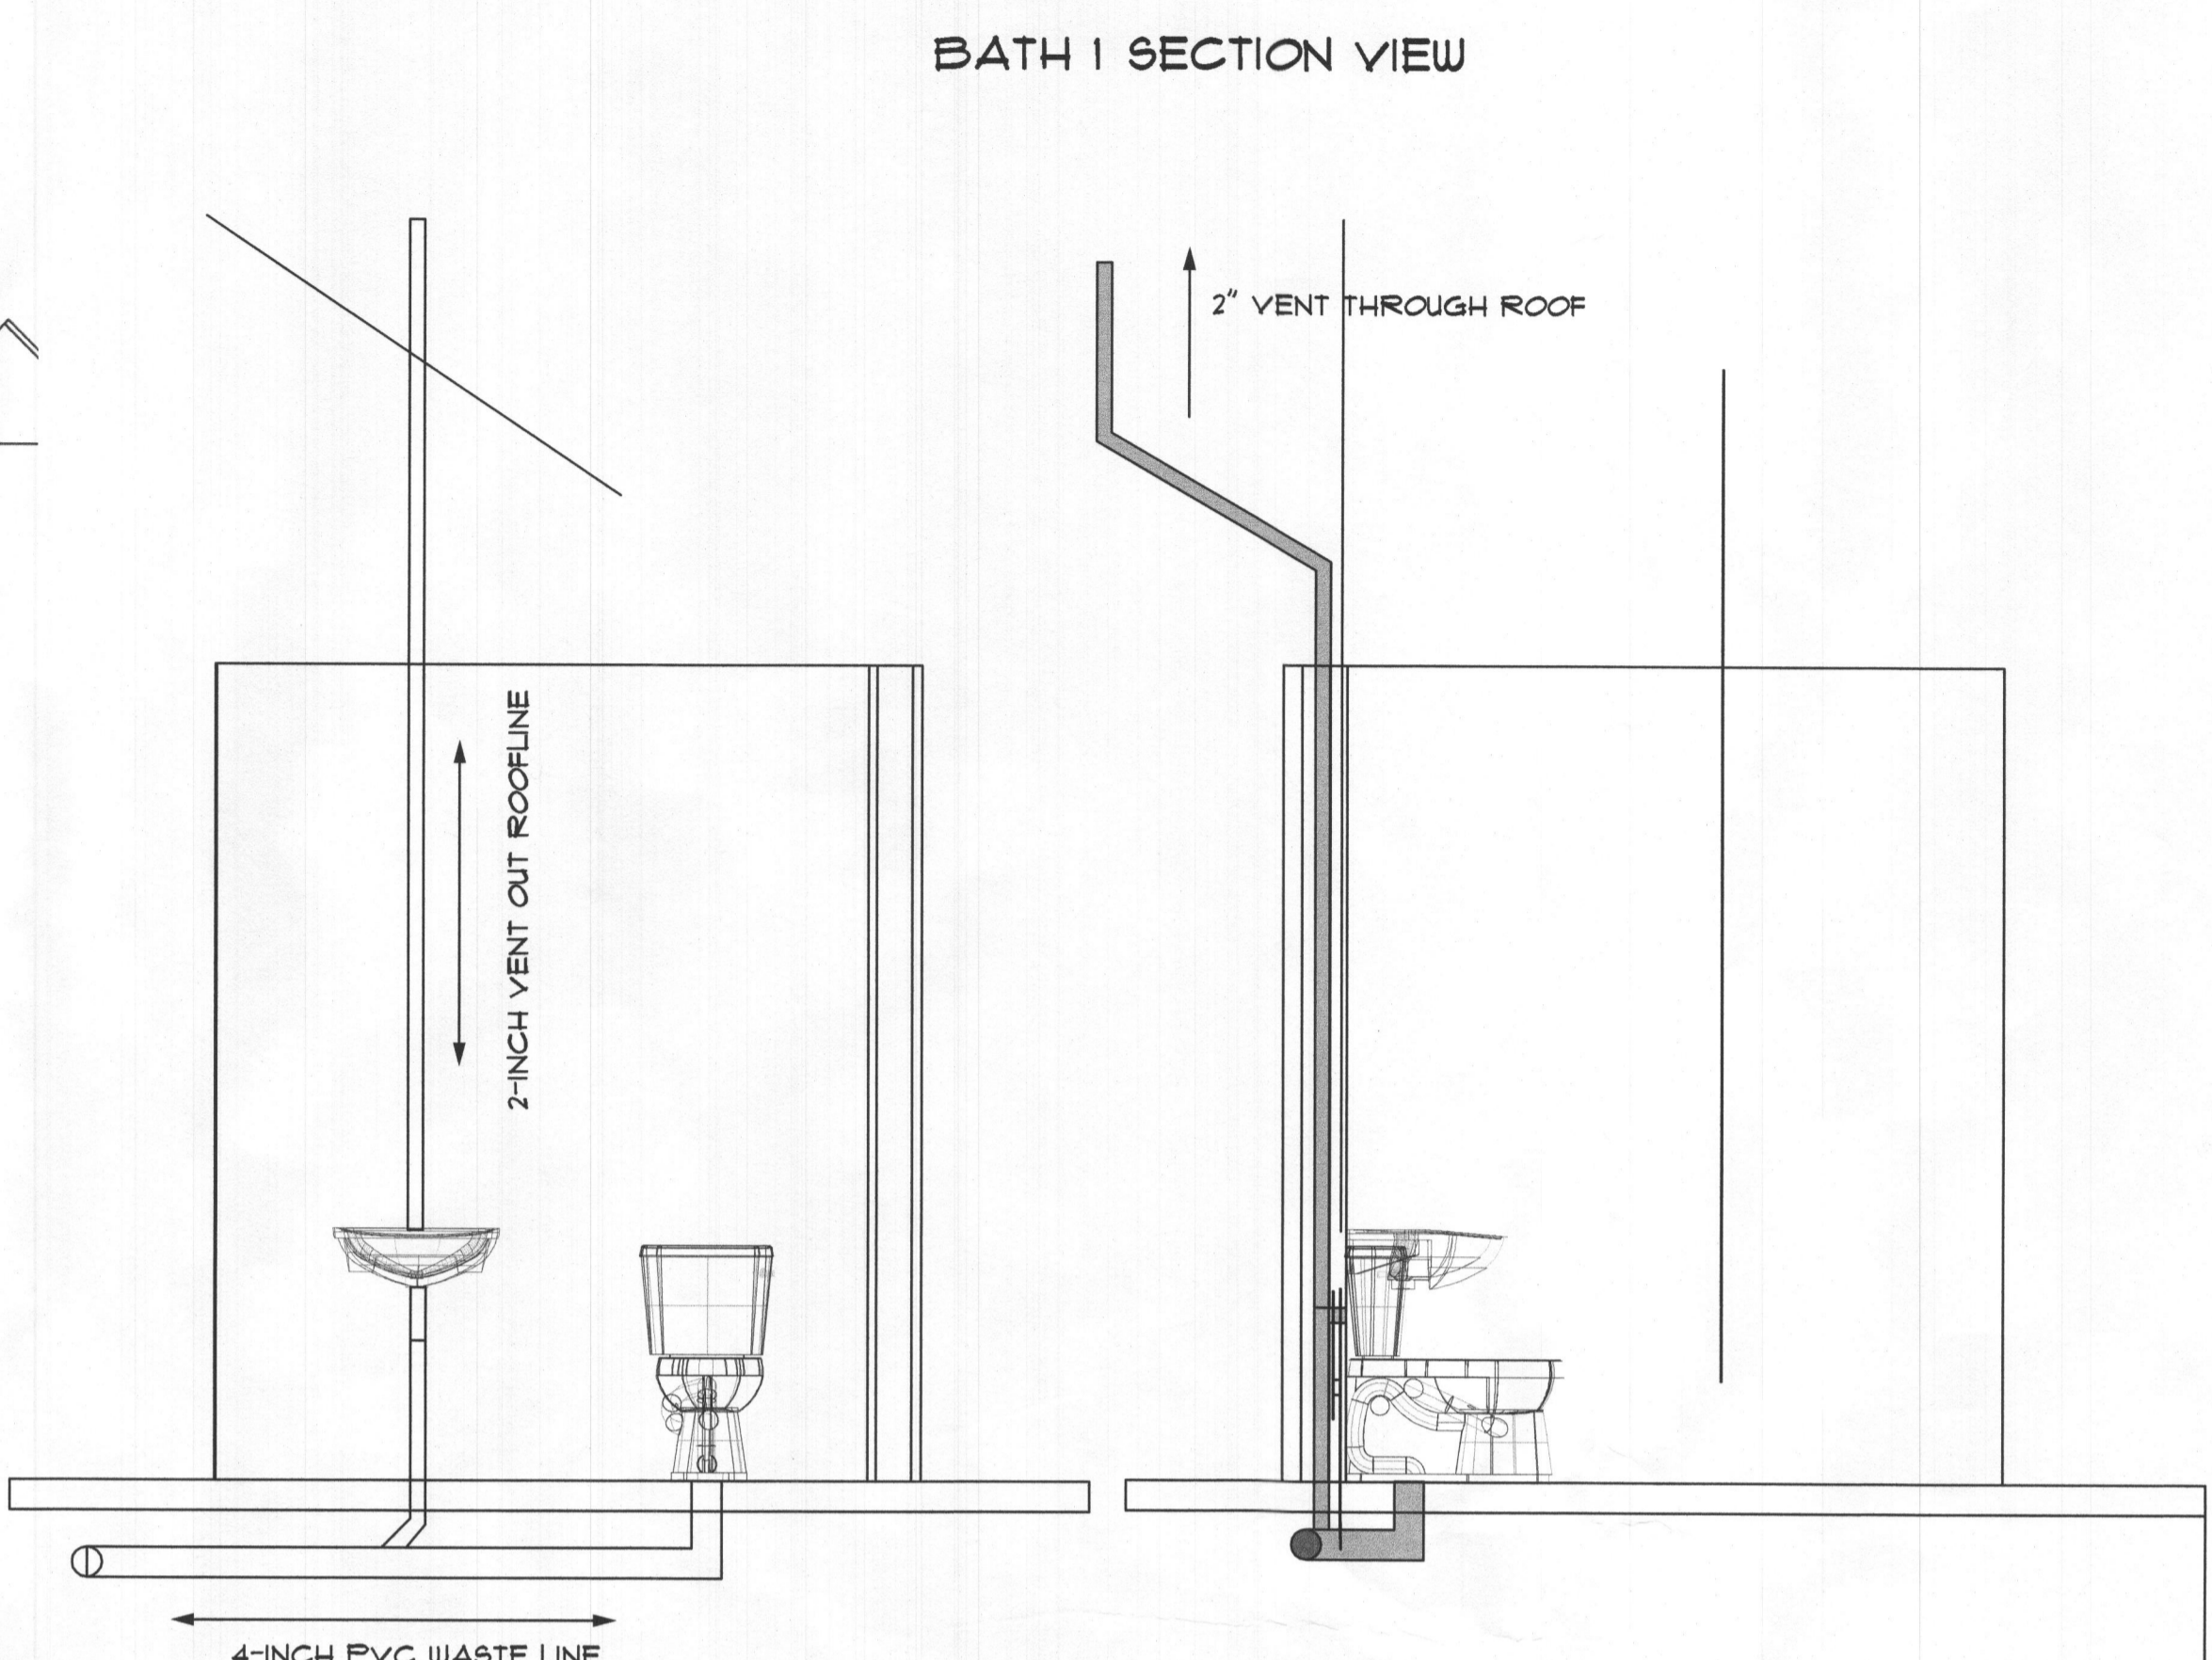 BATH 1 SECTION VIEW
2" VENT THROUGH ROOF
2-INCH VENT OUT ROOFLINE
4-INCH PVC WASTE LINE